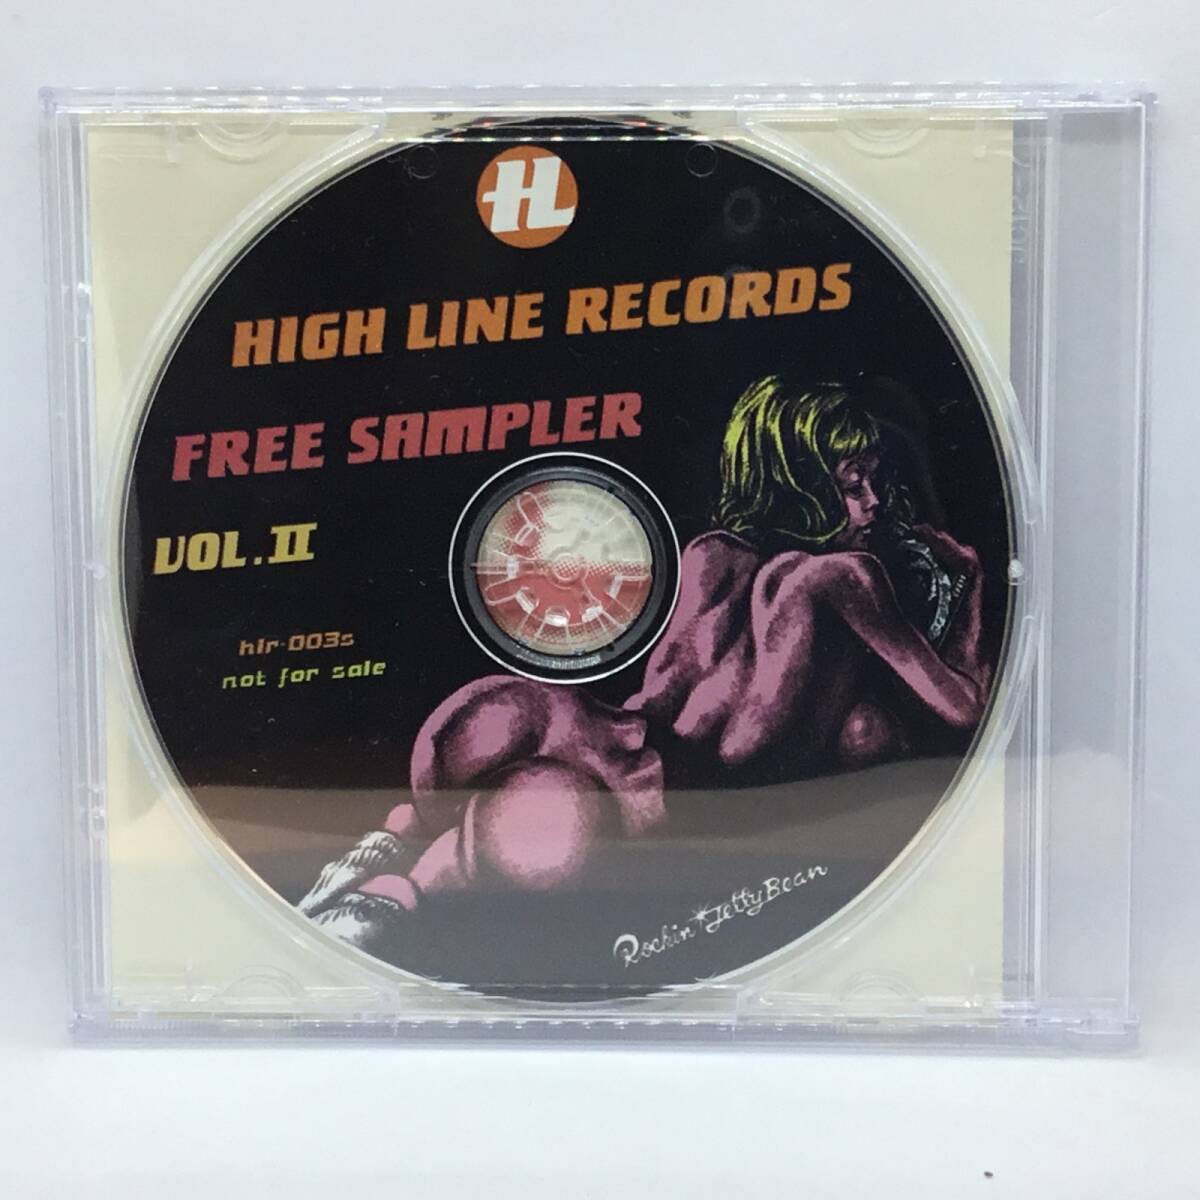 HL
HIGH LINE RECORDS
FREE SAMPLER
VOL.II
hlr-003s
not for sale
Rockin*JellyBean